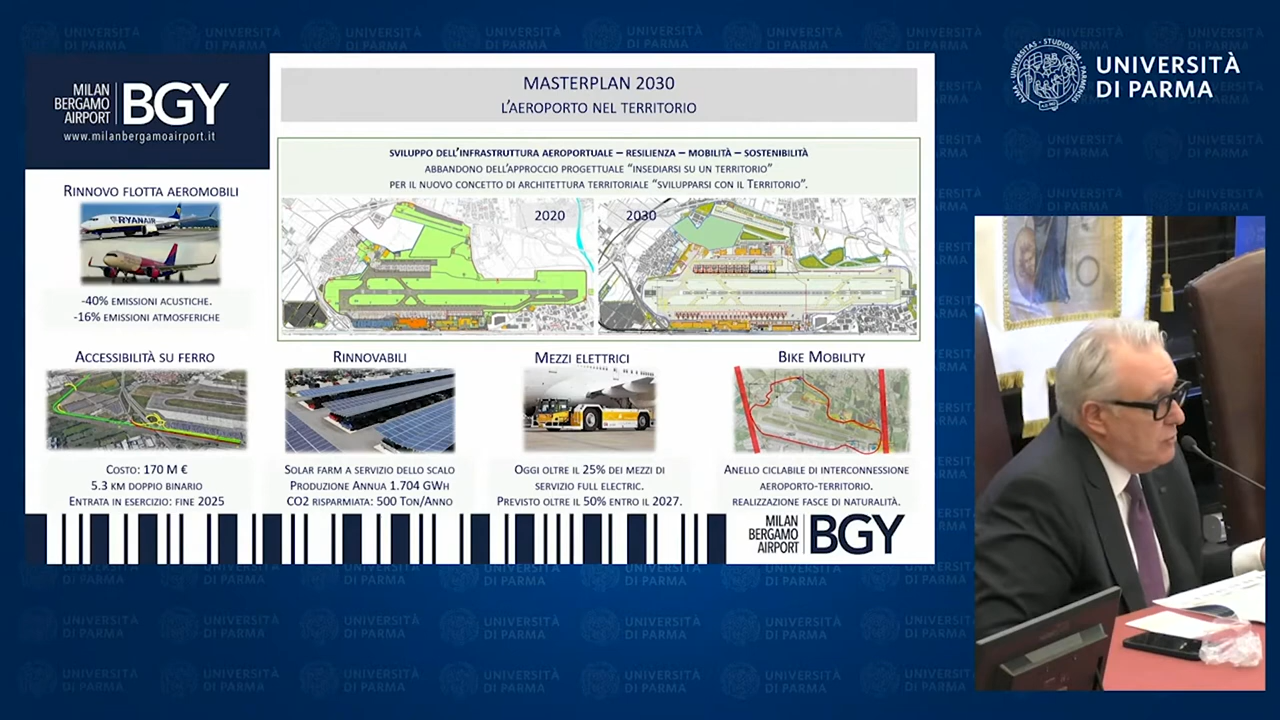 UNIVERSITÀ
DI PARMA
MILAN
BERGAMO
AIRPORT
BGY
www.milanbergamoairport.it
MASTERPLAN 2030
L'AEROPORTO NEL TERRITORIO
SVILUPPO DELL'INFRASTRUTTURA AEROPORTUALE – RESILIENZA – MOBILITÀ – SOSTENIBILITÀ
ABBANDONO DELL'APPROCCIO PROGETTUALE "INSEDIARSI SU UN TERRITORIO"
PER IL NUOVO CONCETTO DI ARCHITETTURA TERRITORIALE "SVILUPPARSI CON IL TERRITORIO".
2020
2030
RINNOVO FLOTTA AEROMOBILI
RYANAIR
-40% EMISSIONI ACUSTICHE.
-16% EMISSIONI ATMOSFERICHE
ACCESSIBILITÀ SU FERRO
COSTO: 170 M €
5.3 KM DOPPIO BINARIO
ENTRATA IN ESERCIZIO: FINE 2025
RINNOVABILI
SOLAR FARM A SERVIZIO DELLO SCALO
PRODUZIONE ANNUA 1.704 GWH
CO2 RISPARMIATA: 500 TON/ANNO
MEZZI ELETTRICI
OGGI OLTRE IL 25% DEI MEZZI DI
SERVIZIO FULL ELECTRIC.
PREVISTO OLTRE IL 50% ENTRO IL 2027.
BIKE MOBILITY
ANELLO CICLABILE DI INTERCONNESSIONE
AEROPORTO-TERRITORIO.
REALIZZAZIONE FASCE DI NATURALITÀ.
MILAN
BERGAMO
AIRPORT
BGY